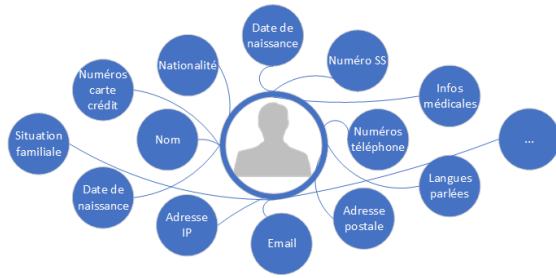 Date de
naissance
Nationalité
Numéro SS
Numéros
carte
crédit
Infos
médicales
Situation
familiale
Nom
Numéros
téléphone
...
Date de
naissance
Langues
parlées
Adresse
IP
Email
Adresse
postale